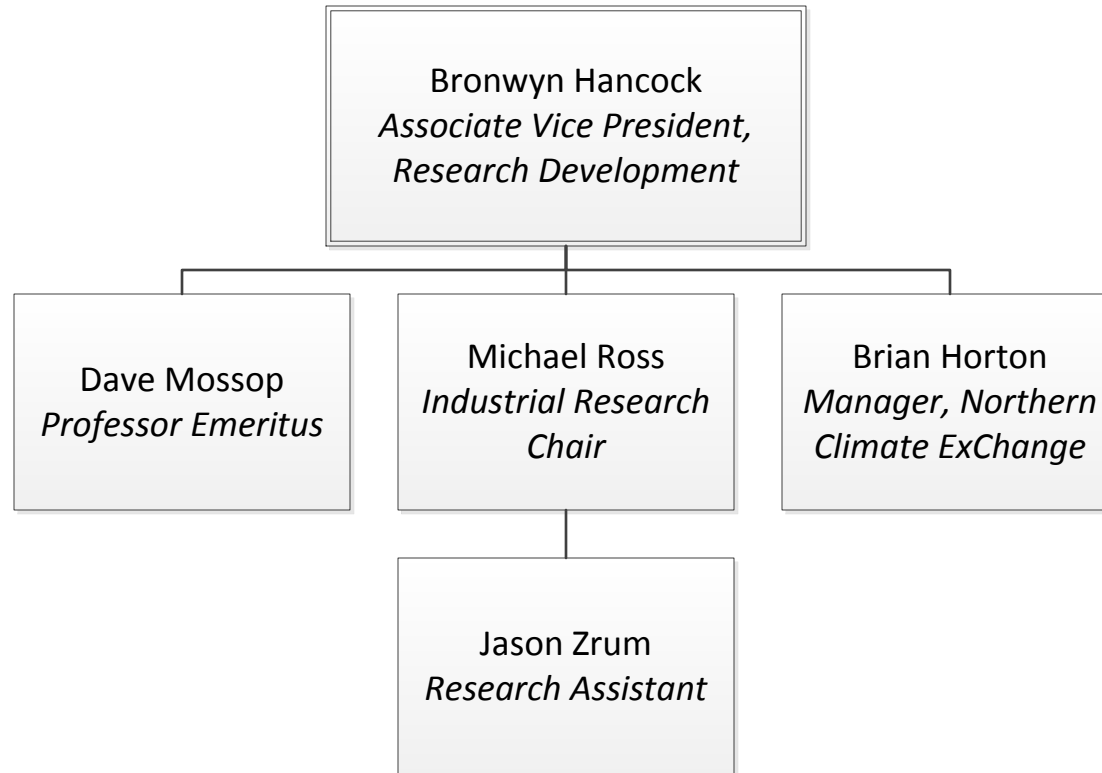 Bronwyn Hancock
Associate Vice President,
Research Development
Dave Mossop
Professor Emeritus
Michael Ross
Industrial Research
Chair
Brian Horton
Manager, Northern
Climate ExChange
Jason Zrum
Research Assistant